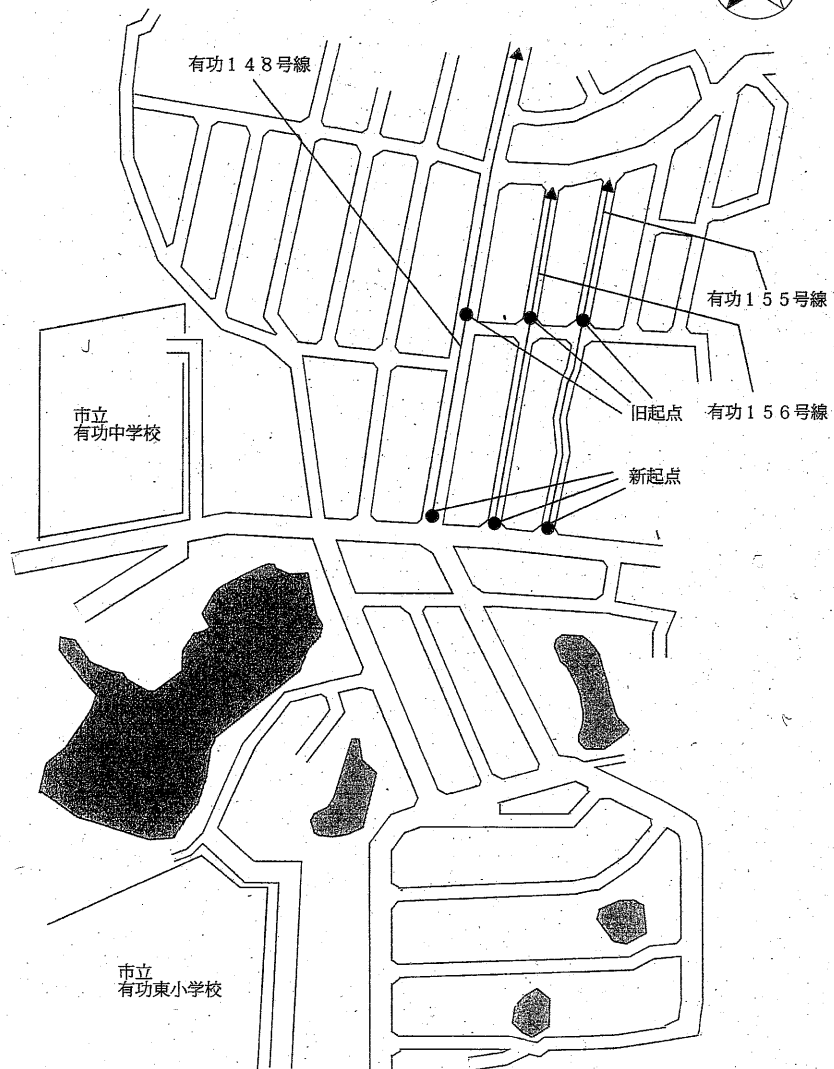 有功１４８号線
有功１５５号線
旧起点
有功１５６号線
市立
有功中学校
新起点
市立
有功東小学校